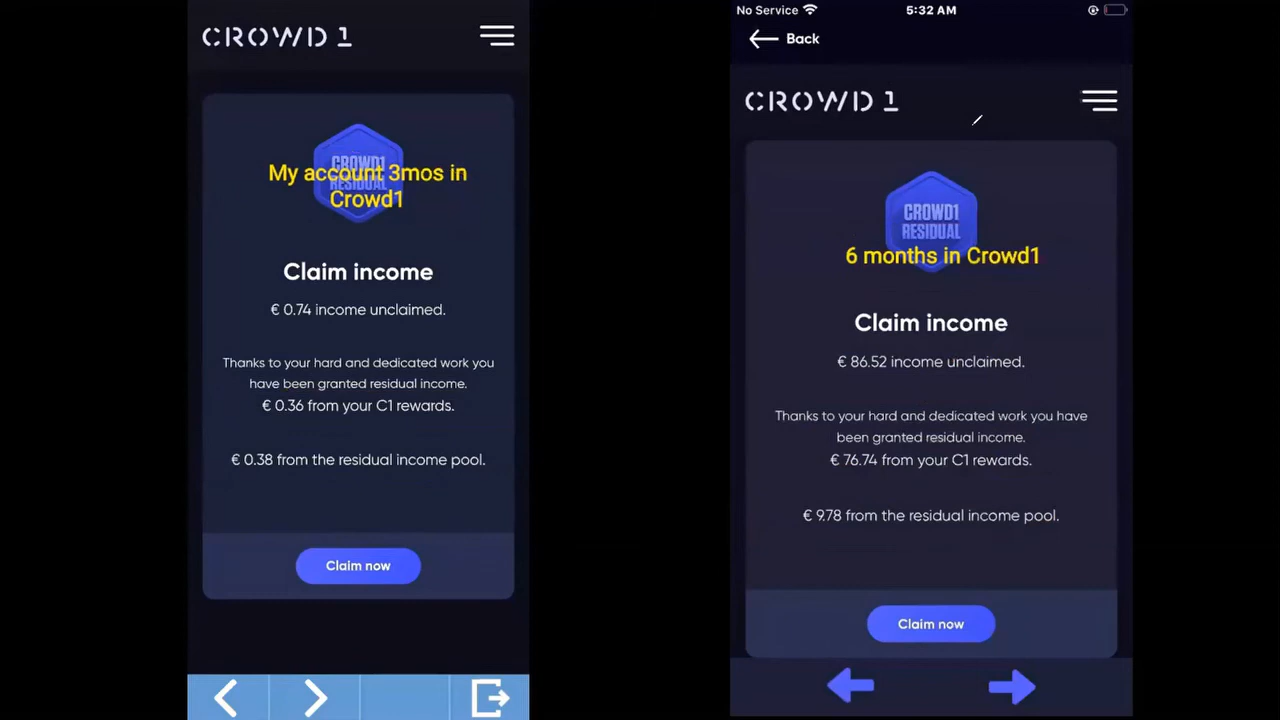 CROWD 1
CROWD1
RESIDUAL
My account 3mos in
Crowd1
Claim income
€ 0.74 income unclaimed.
Thanks to your hard and dedicated work you
have been granted residual income.
€ 0.36 from your C1 rewards.
€ 0.38 from the residual income pool.
Claim now
No Service
5:32 AM
Back
CROWD 1
CROWD1
RESIDUAL
6 months in Crowd1
Claim income
€ 86.52 income unclaimed.
Thanks to your hard and dedicated work you have
been granted residual income.
€ 76.74 from your C1 rewards.
€ 9.78 from the residual income pool.
Claim now